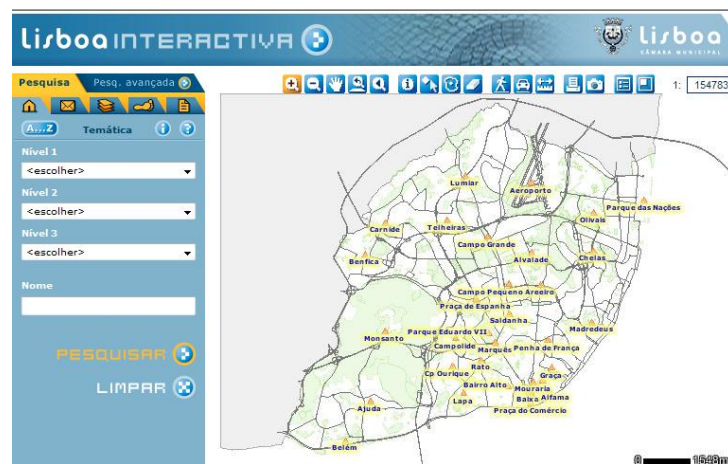 Lisboa INTERACTIVA
Lisboa
CÂMARA MUNICIPAL
Pesquisa
Pesq. avançada
1: 154783
A...Z
Temática
Nível 1
<escolher>
Nível 2
<escolher>
Nível 3
<escolher>
Nome
PESQUISAR
LIMPAR
Lumiar
Aeroporto
Parque das Nações
Olivais
Carnide
Telheiras
Campo Grande
Benfica
Alvalade
Chelas
Campo Pequeno
Areeiro
Praça de Espanha
Saldanha
Madredeus
Parque Eduardo VII
Monsanto
Campolide
Marquês
Penha de França
Rato
Cp Ourique
Graça
Bairro Alto
Mouraria
Lapa
Baixa
Alfama
Ajuda
Praça do Comércio
Belém
0
1548m